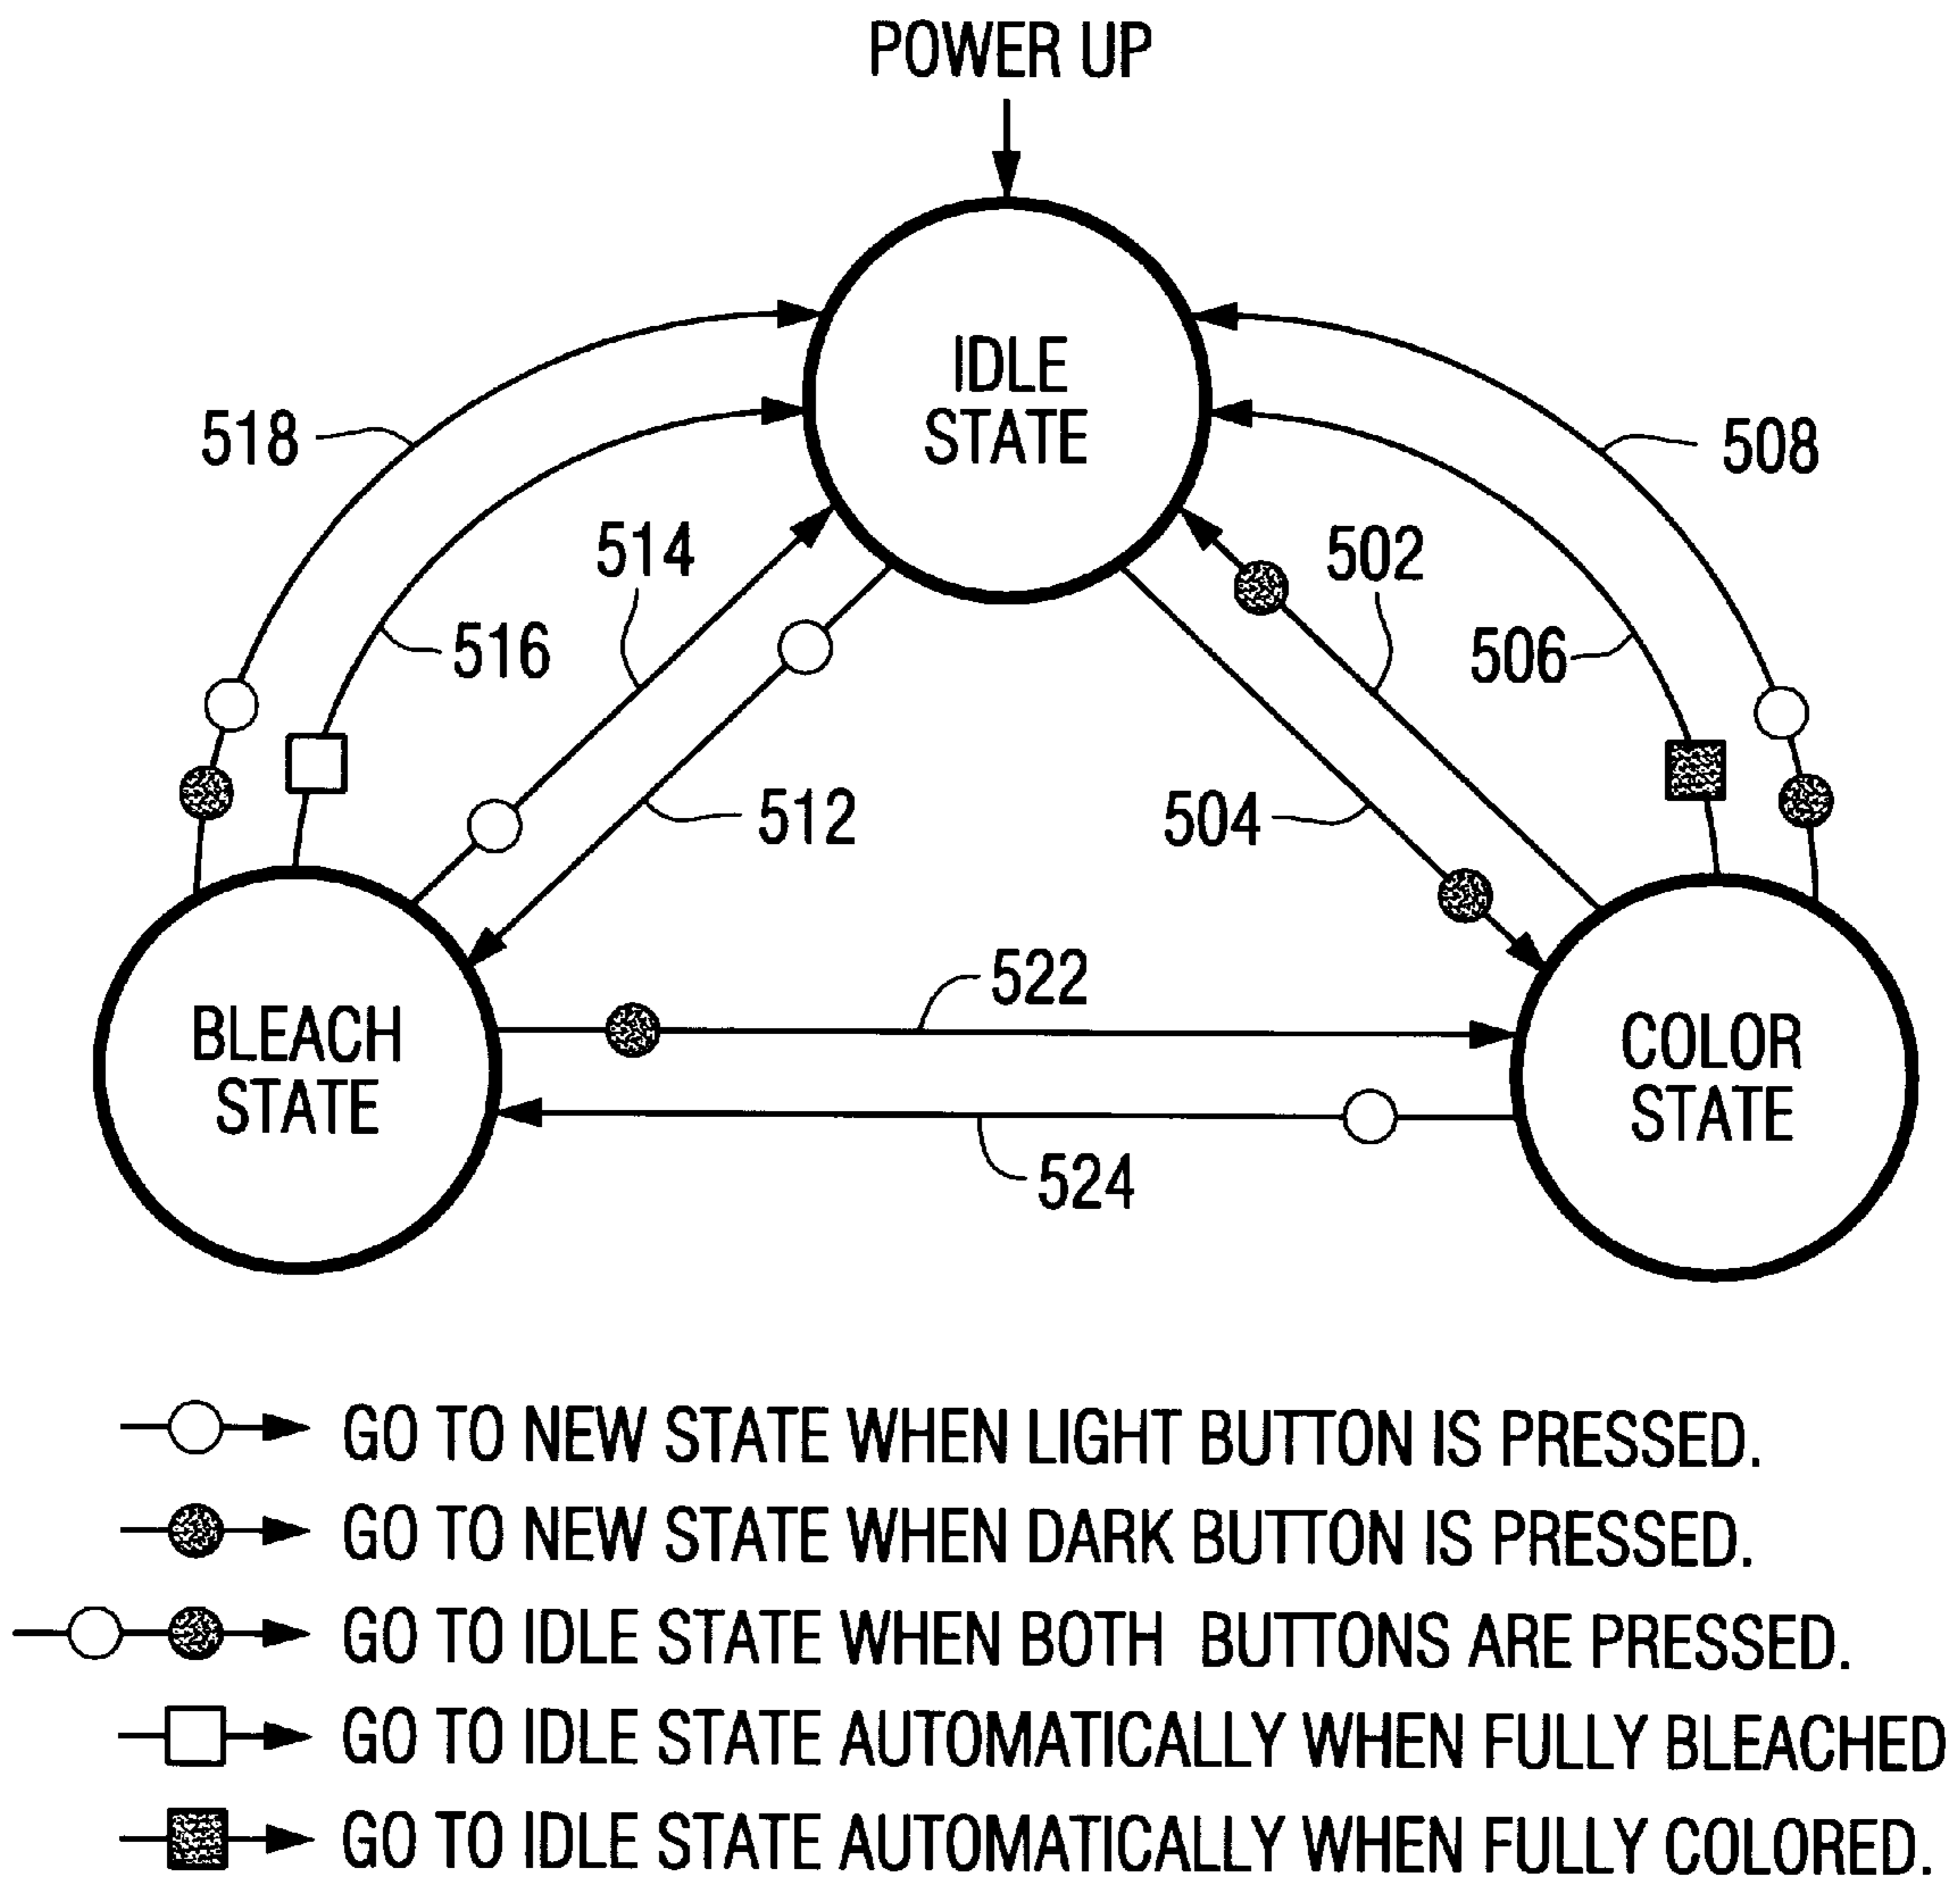 POWER UP
IDLE
STATE
518
508
514
502
516
506
512
504
522
BLEACH
STATE
COLOR
STATE
524
GO TO NEW STATE WHEN LIGHT BUTTON IS PRESSED.
GO TO NEW STATE WHEN DARK BUTTON IS PRESSED.
GO TO IDLE STATE WHEN BOTH BUTTONS ARE PRESSED.
GO TO IDLE STATE AUTOMATICALLY WHEN FULLY BLEACHED
GO TO IDLE STATE AUTOMATICALLY WHEN FULLY COLORED.